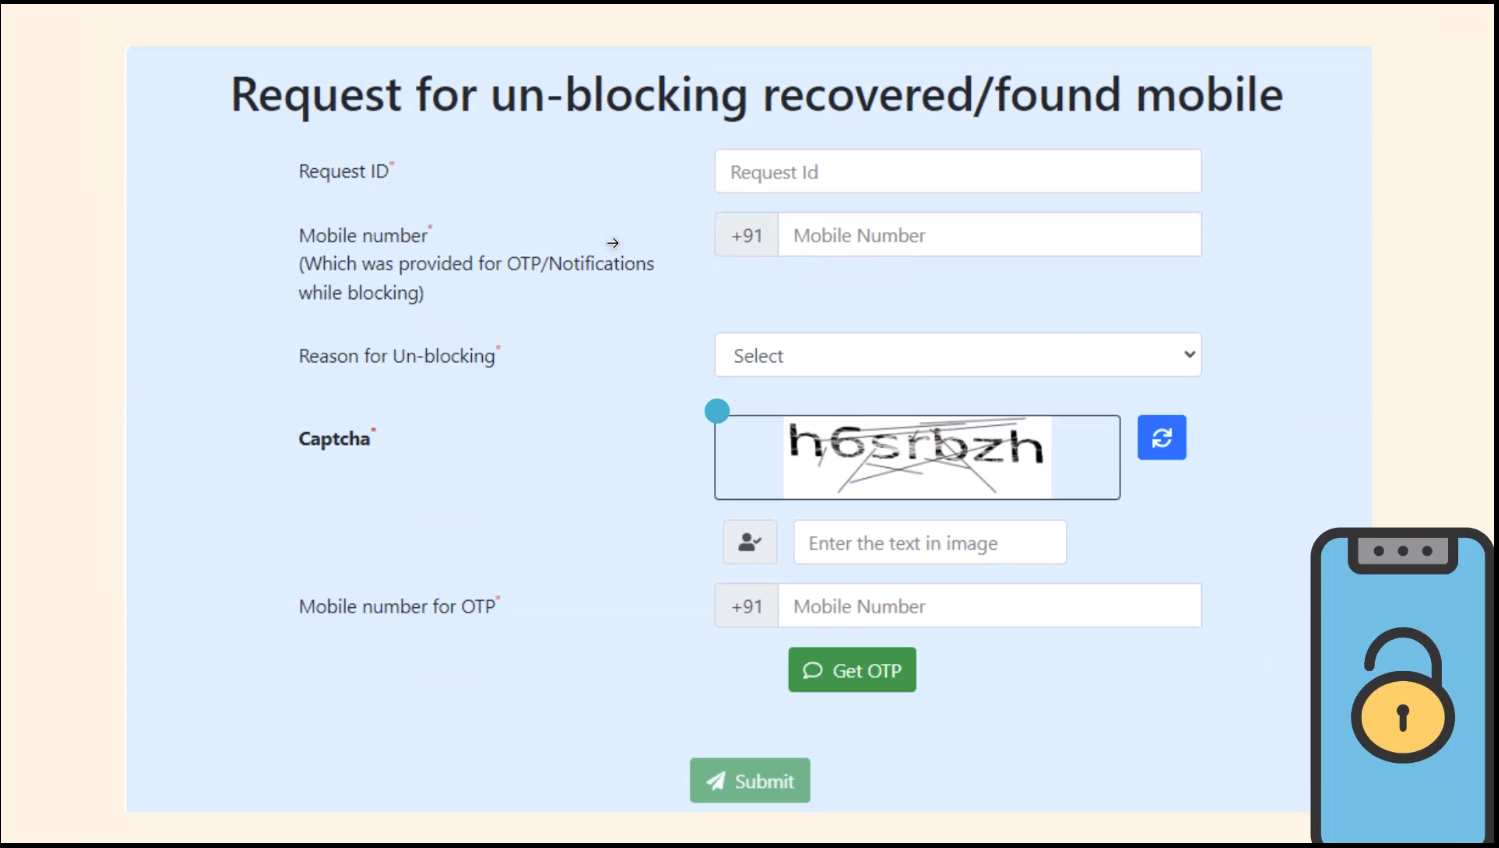 Request for un-blocking recovered/found mobile
Request ID*
Request Id
Mobile number*
+91
Mobile Number
(Which was provided for OTP/Notifications
while blocking)
Reason for Un-blocking*
Select
Captcha*
h6srbzh
Enter the text in image
Mobile number for OTP*
+91
Mobile Number
Get OTP
Submit